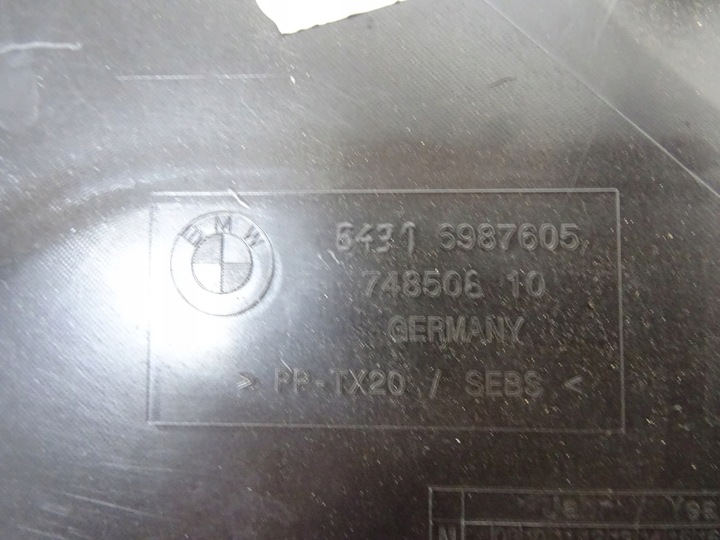 BMW
6431 6987605
748506 10
GERMANY
> PP-TX20 / SEBS <